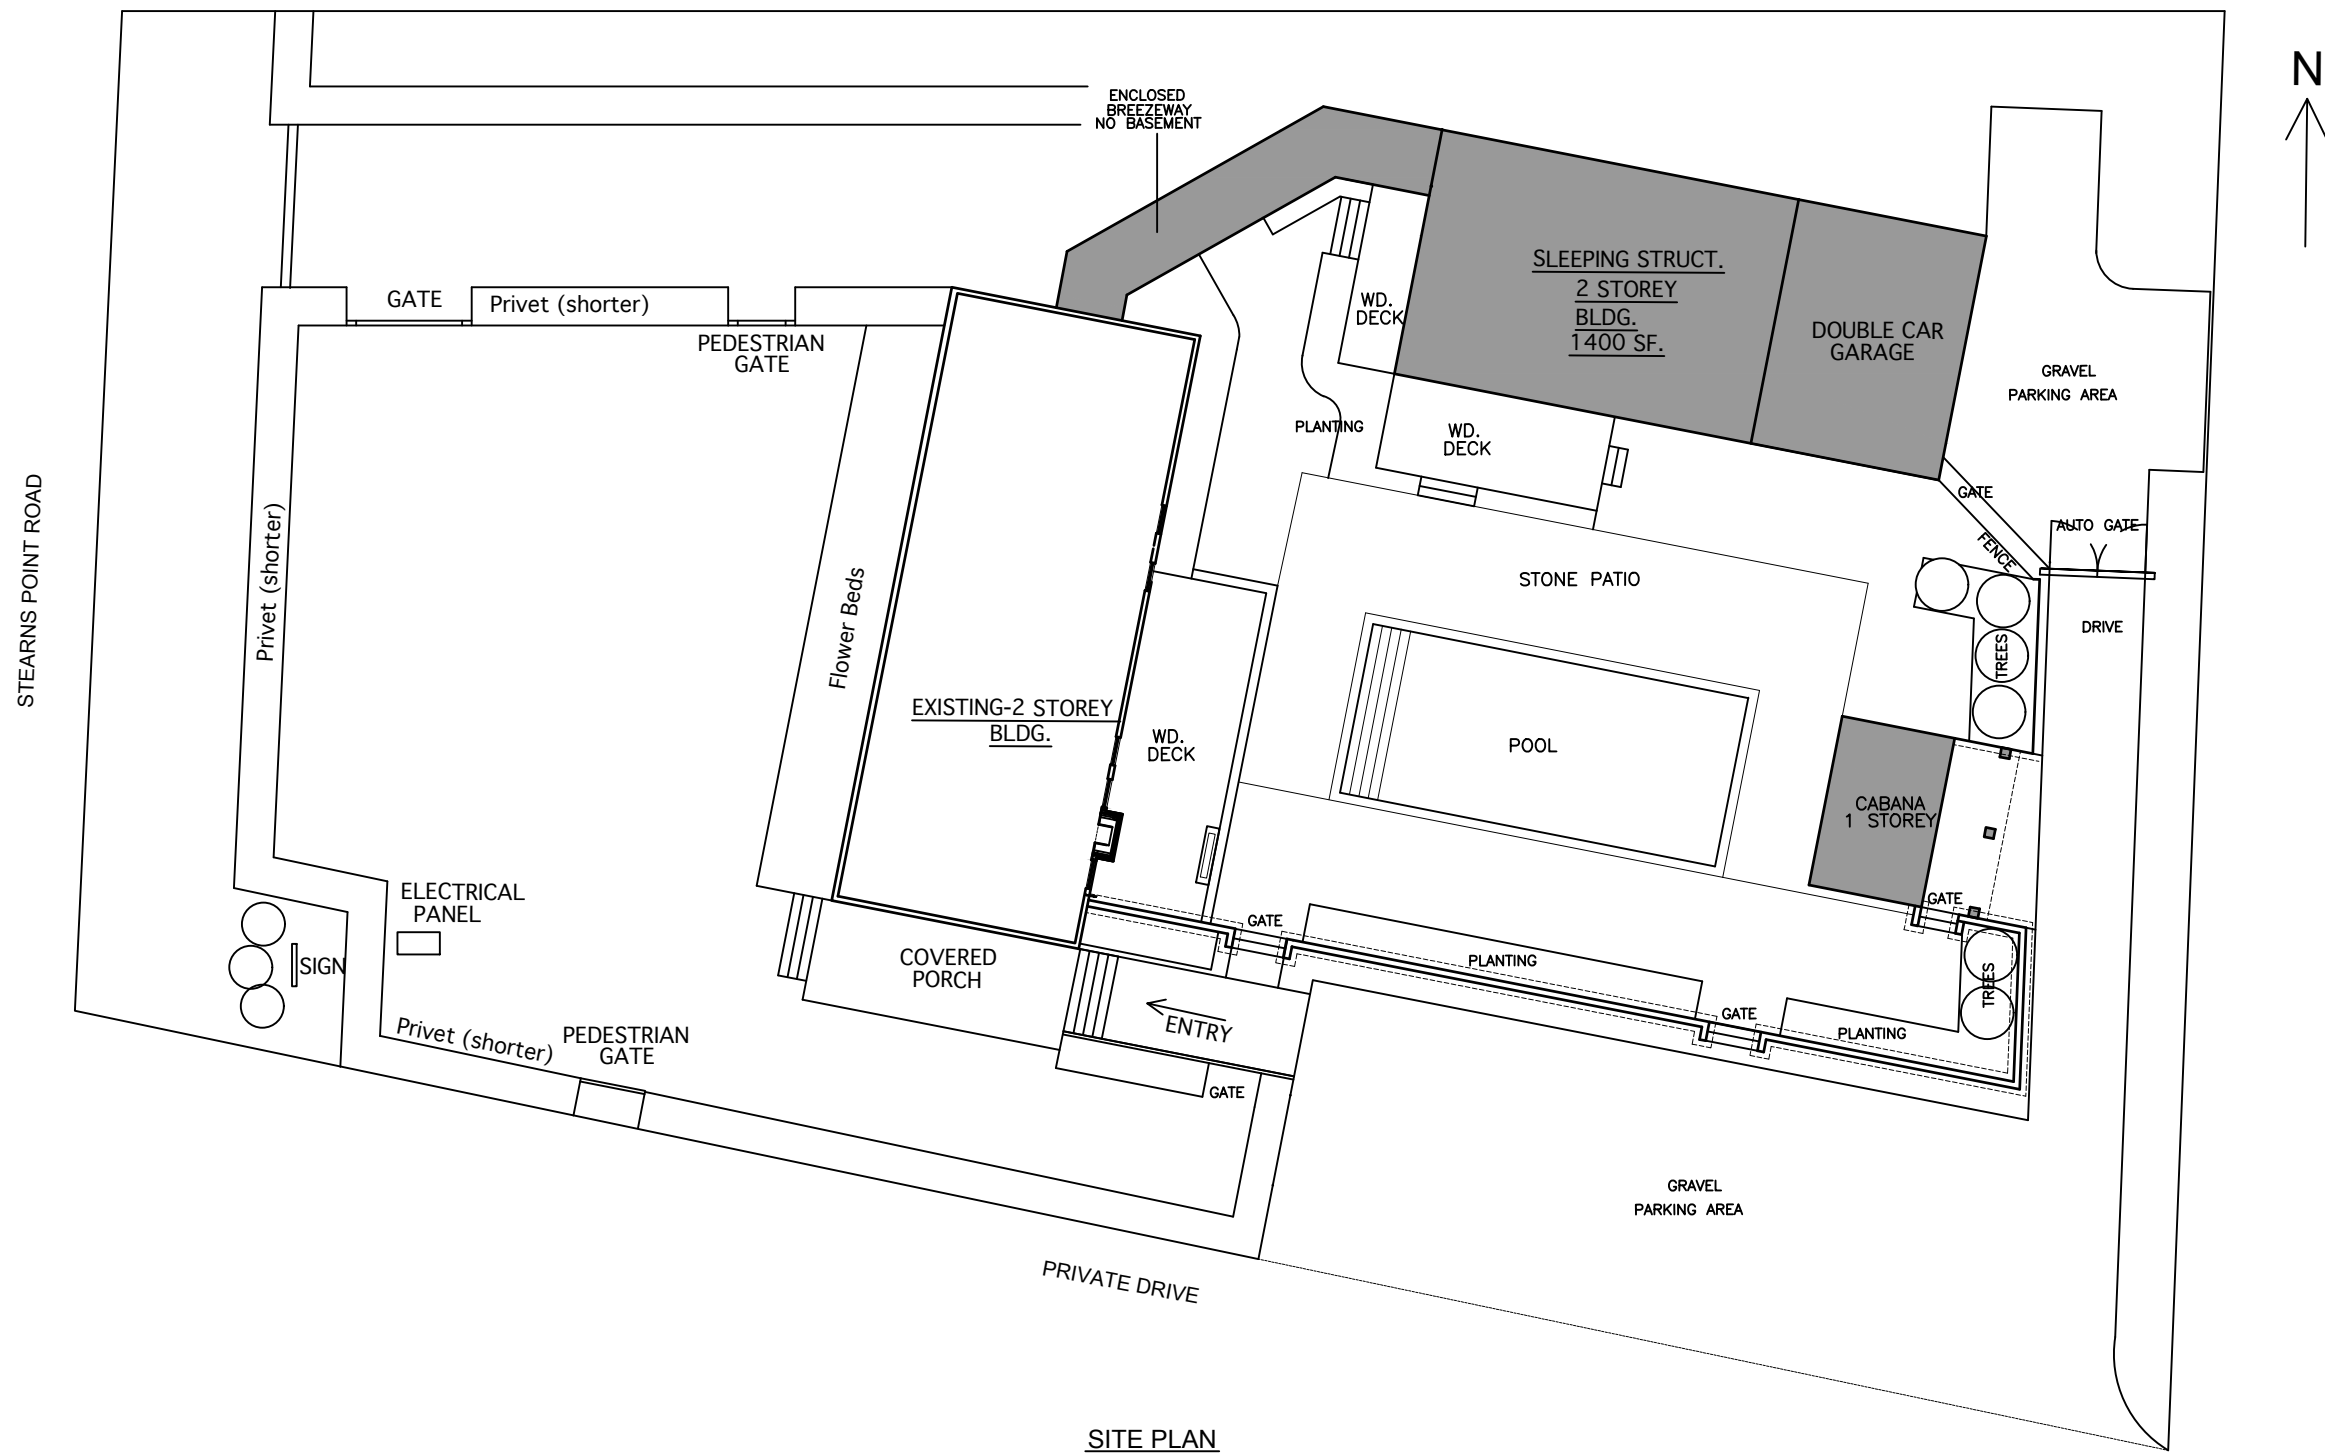 N
ENCLOSED
BREEZEWAY
NO BASEMENT
SLEEPING STRUCT.
2 STOREY
BLDG.
1400 SF.
DOUBLE CAR
GARAGE
GRAVEL
PARKING AREA
GATE
Privet (shorter)
PEDESTRIAN
GATE
WD.
DECK
PLANTING
WD.
DECK
GATE
FENCE
AUTO GATE
STEARNS POINT ROAD
Privet (shorter)
Flower Beds
STONE PATIO
DRIVE
TREES
EXISTING-2 STOREY
BLDG.
WD.
DECK
POOL
CABANA
1 STOREY
GATE
ELECTRICAL
PANEL
SIGN
COVERED
PORCH
GATE
PLANTING
TREES
ENTRY
GATE
PLANTING
Privet (shorter)
PEDESTRIAN
GATE
GATE
GRAVEL
PARKING AREA
PRIVATE DRIVE
SITE PLAN